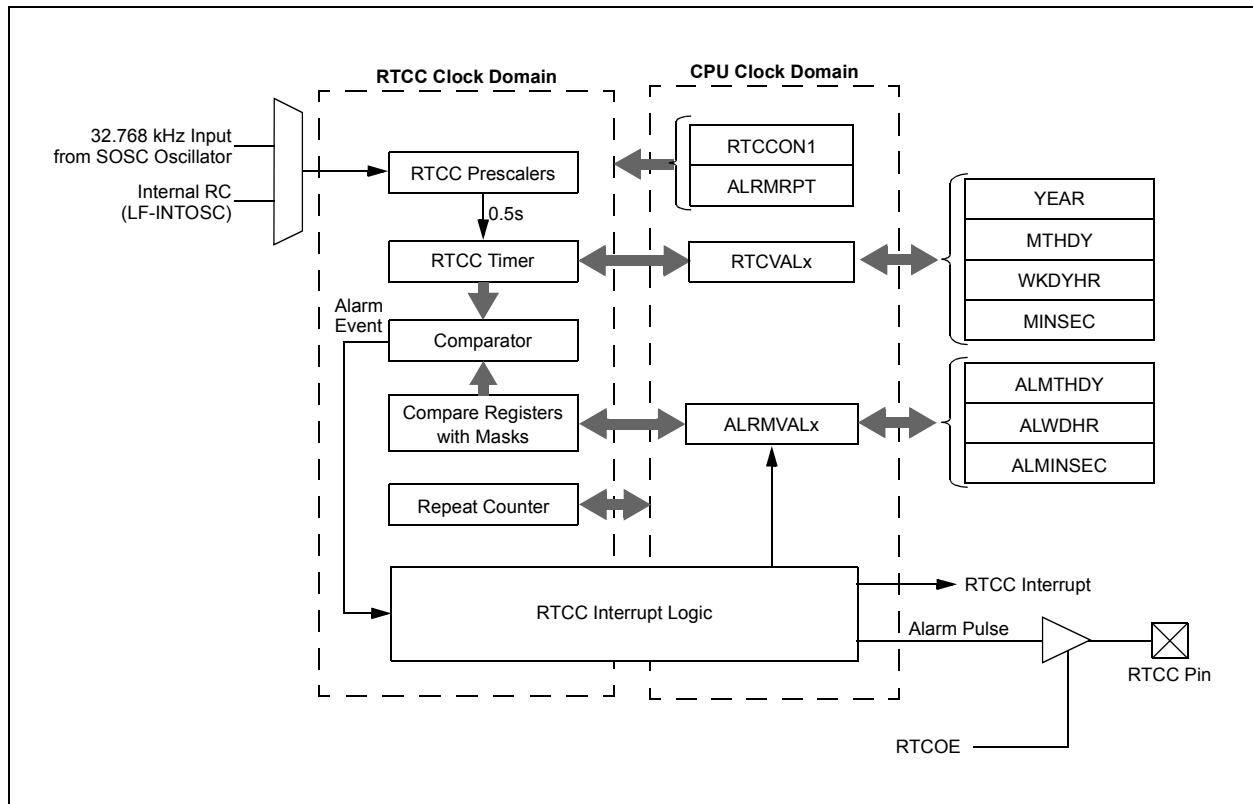 RTCC Clock Domain
CPU Clock Domain
32.768 kHz Input
from SOSC Oscillator
Internal RC
(LF-INTOSC)
RTCC Prescalers
0.5s
RTCC Timer
Alarm
Event
Comparator
Compare Registers
with Masks
Repeat Counter
RTCC Interrupt Logic
RTCCON1
ALRMRPT
RTCVALx
ALRMVALx
YEAR
MTHDY
WKDYHR
MINSEC
ALMTHDY
ALWDHR
ALMINSEC
RTCC Interrupt
Alarm Pulse
RTCC Pin
RTCOE